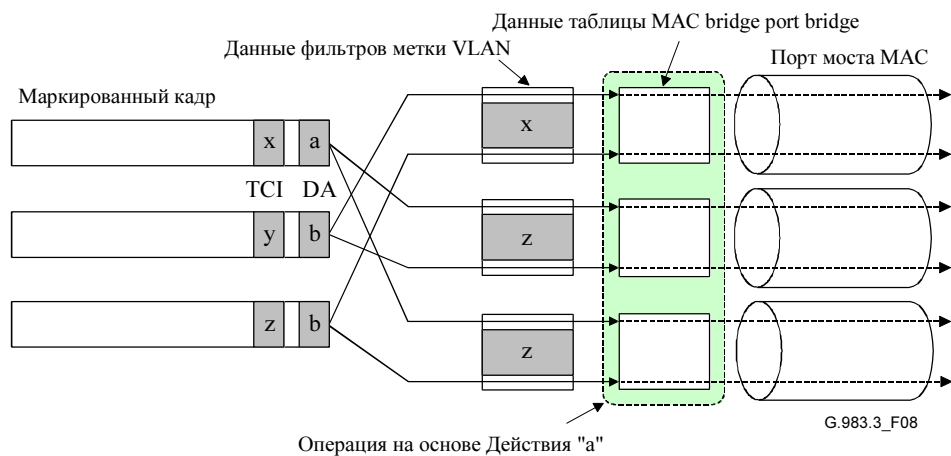 Данные таблицы MAC bridge port bridge
Данные фильтров метки VLAN
Порт моста MAC
Маркированный кадр
x a
x
TCI DA
y b
z
z b
z
G.983.3_F08
Операция на основе Действия "a"